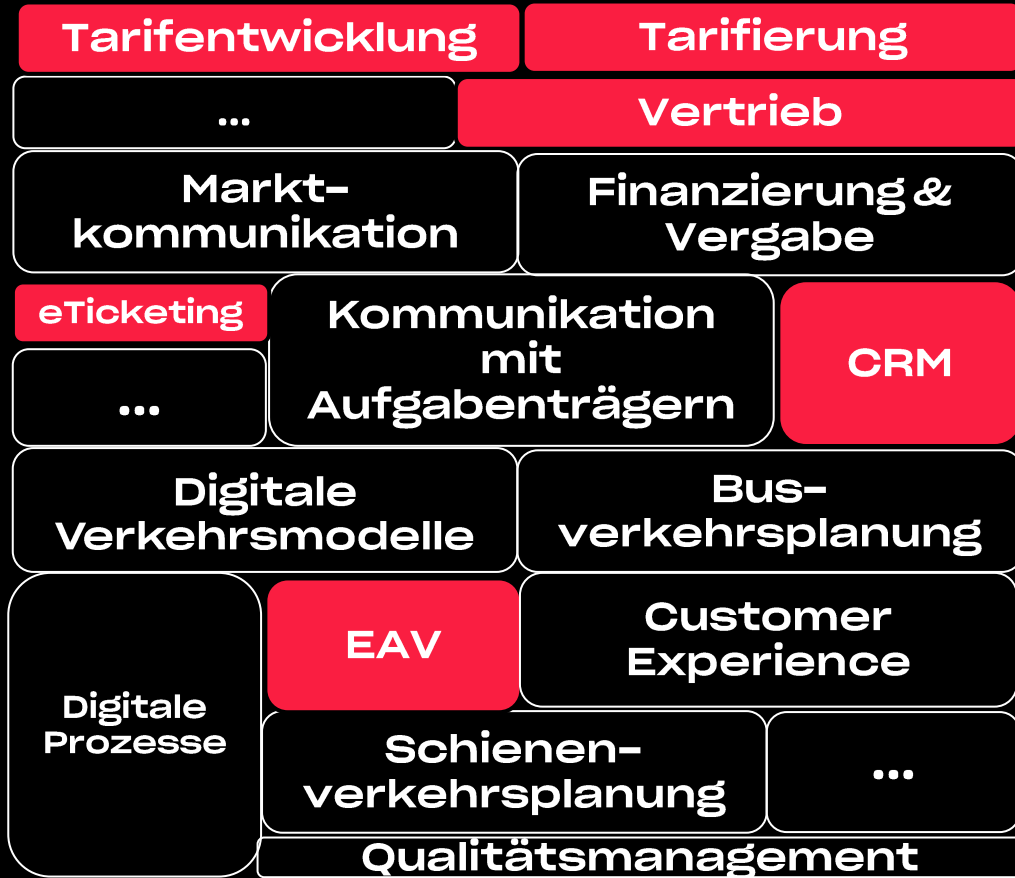 Tarifentwicklung
Tarifierung
...
Vertrieb
Markt-
kommunikation
Finanzierung &
Vergabe
eTicketing
Kommunikation
mit
Aufgabenträgern
CRM
...
Digitale
Verkehrsmodelle
Bus-
verkehrsplanung
Digitale
Prozesse
EAV
Customer
Experience
Schienen-
verkehrsplanung
...
Qualitätsmanagement